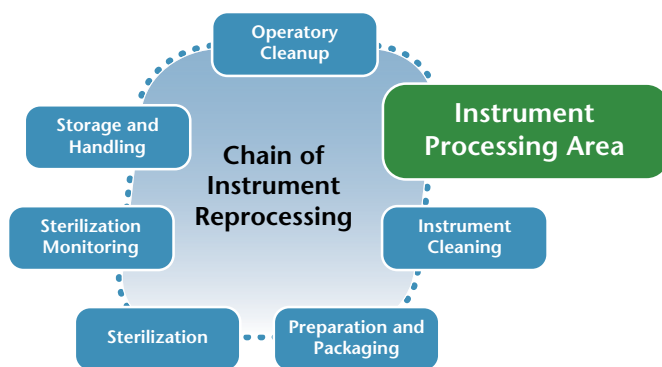 Operatory
Cleanup
Instrument
Processing Area
Storage and
Handling
Chain of
Instrument
Reprocessing
Sterilization
Monitoring
Instrument
Cleaning
Sterilization
Preparation and
Packaging